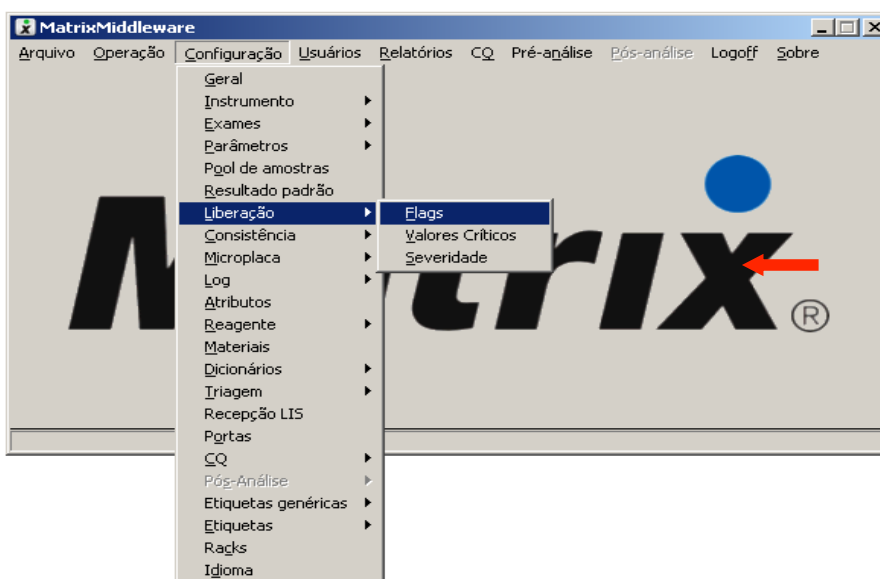 MatrixMiddleware
Arquivo Operação Configuração Usuários Relatórios CQ Pré-análise Pós-análise Logoff Sobre
Geral
Instrumento
Exames
Parâmetros
Pool de amostras
Resultado padrão
Liberação
Flags
Consistência
Valores Críticos
Microplaca
Severidade
Log
Atributos
Reagente
Materiais
Dicionários
Triagem
Recepção LIS
Portas
CQ
Pós-Análise
Etiquetas genéricas
Etiquetas
Racks
Idioma
Matrix®